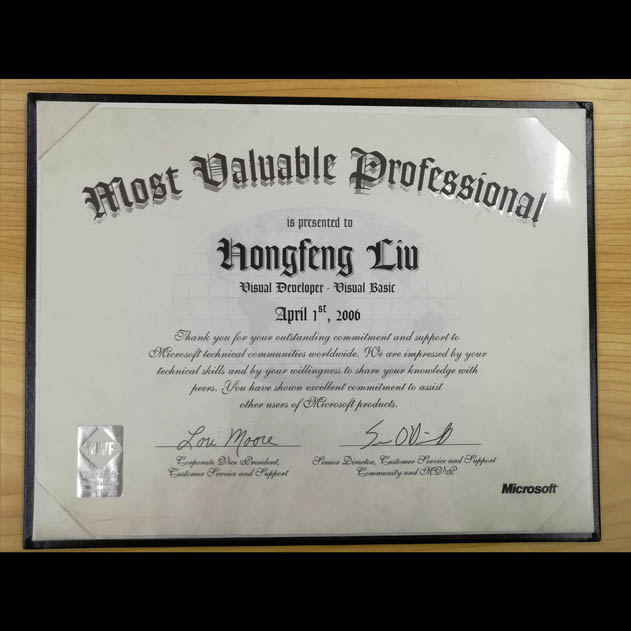 Most Valuable Professional
is presented to
Hongfeng Liu
Visual Developer - Visual Basic
April 1st, 2006
Thank you for your outstanding commitment and support to
Microsoft technical communities worldwide. We are impressed by your
technical skills and by your willingness to share your knowledge with
peers. You have shown excellent commitment to assist
other users of Microsoft products.
Lori Moore
Corporate Vice President,
Customer Service and Support
Senior Director, Customer Service and Support
Community and MVP
MVP
Microsoft